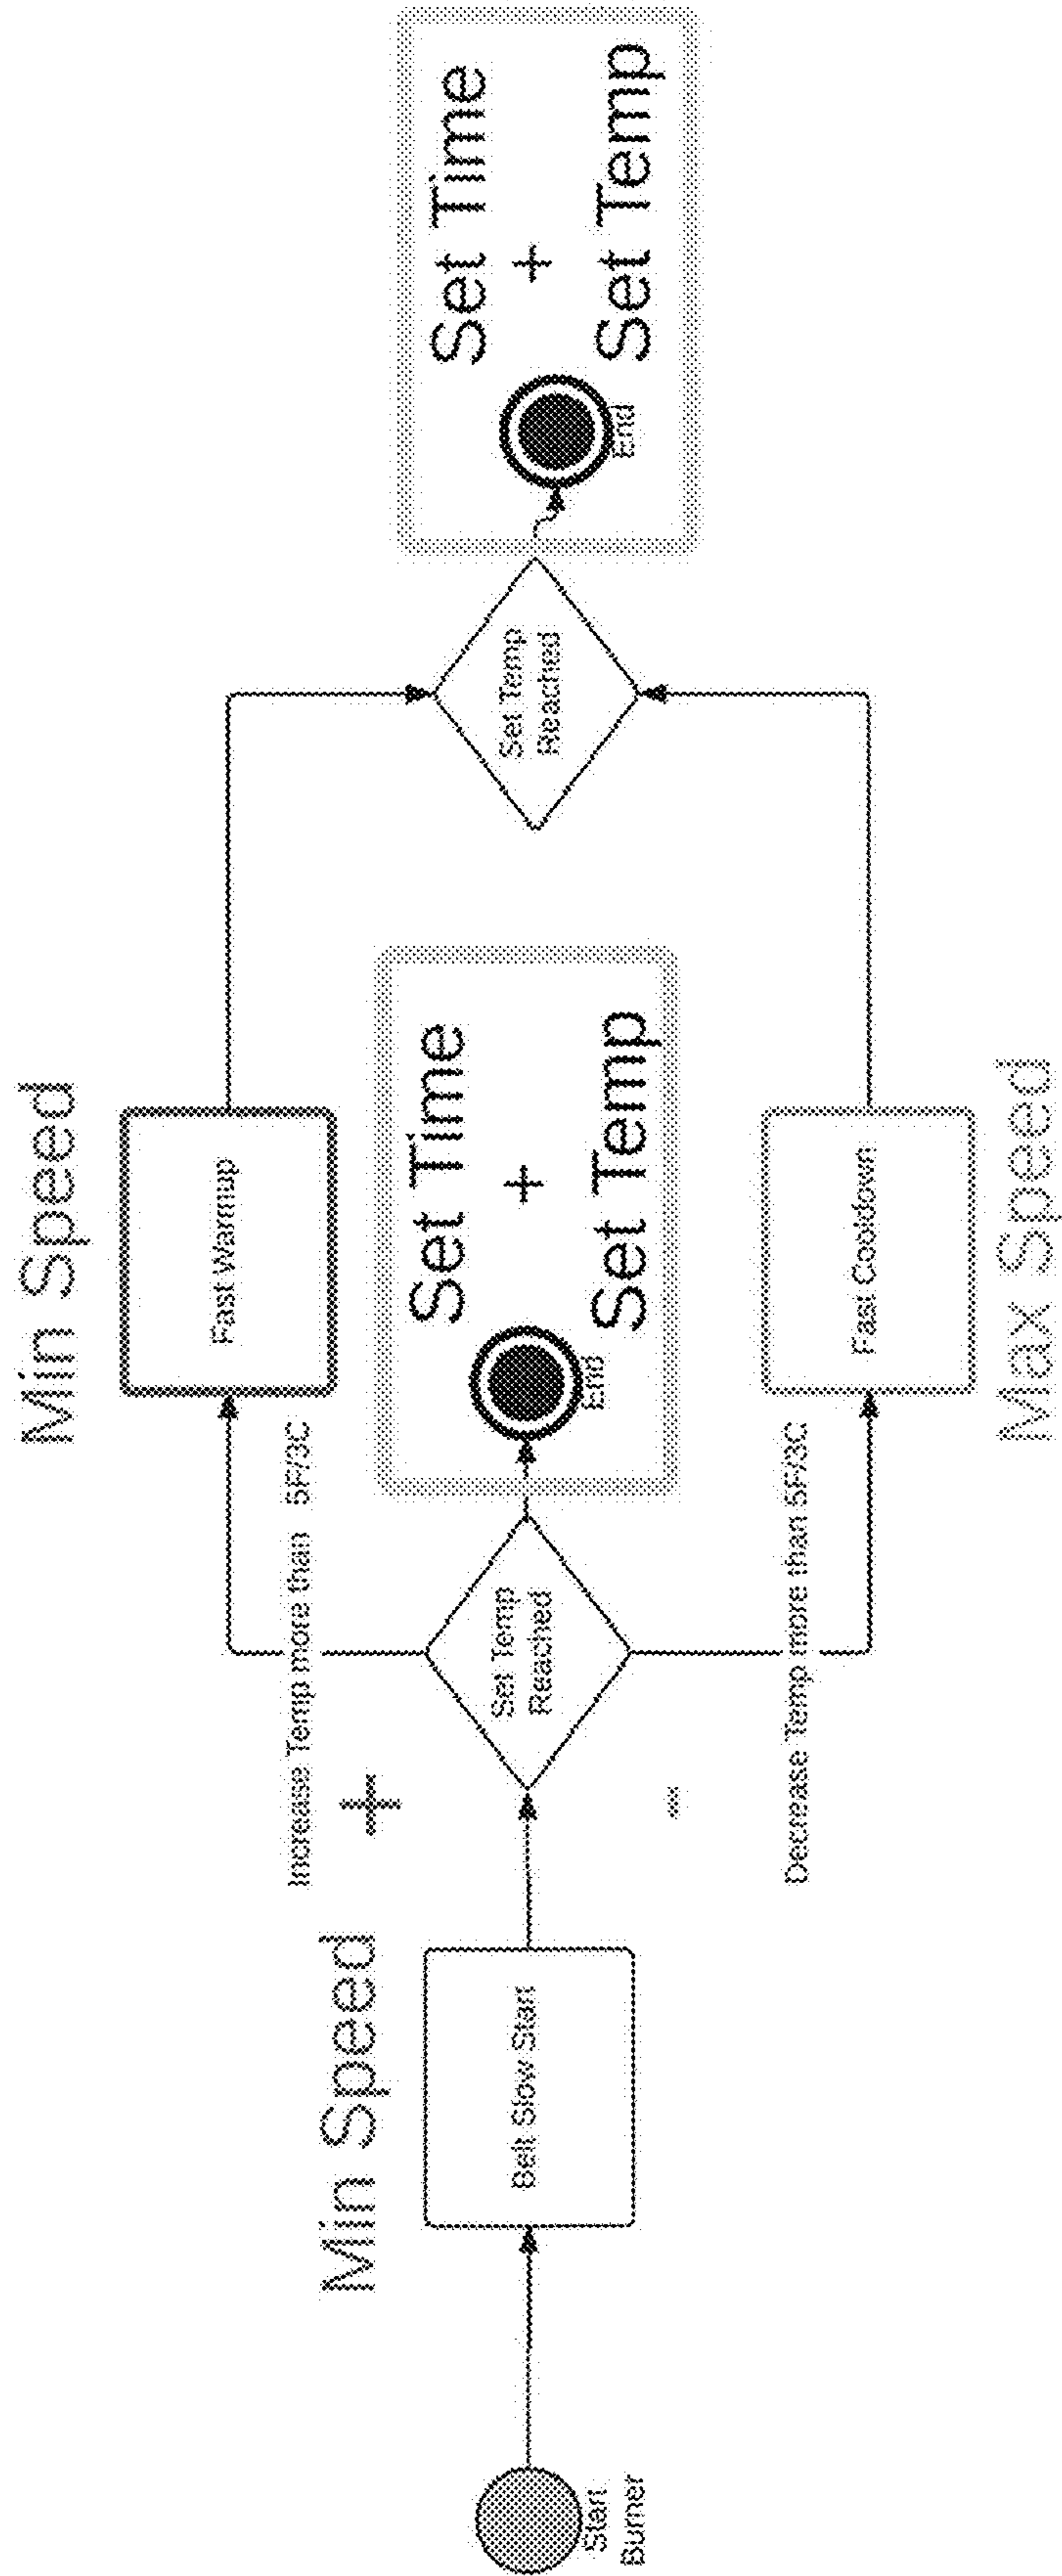 Start
Burner
Min Speed
Belt Slow Start
+
-
Set Temp
Reached
Increase Temp more than 5F/3C
Decrease Temp more than 5F/3C
Min Speed
Fast Warmup
End
Set Time
+
Set Temp
Fast Cooldown
Max Speed
Set Temp
Reached
End
Set Time
+
Set Temp